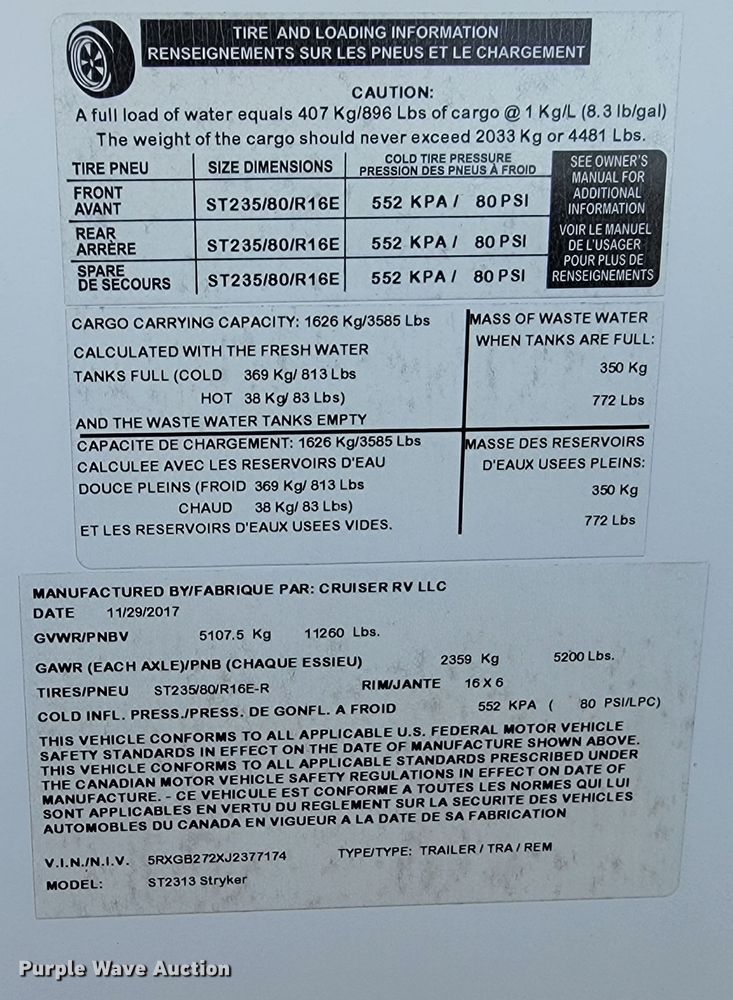 TIRE AND LOADING INFORMATION
RENSEIGNEMENTS SUR LES PNEUS ET LE CHARGEMENT
CAUTION:
A full load of water equals 407 Kg/896 Lbs of cargo @ 1 Kg/L (8.3 lb/gal)
The weight of the cargo should never exceed 2033 Kg or 4481 Lbs.
TIRE PNEU SIZE DIMENSIONS COLD TIRE PRESSURE
PRESSION DES PNEUS À FROID
FRONT
AVANT ST235/80/R16E 552 KPA / 80 PSI
REAR
ARRÈRE ST235/80/R16E 552 KPA / 80 PSI
SPARE
DE SECOURS ST235/80/R16E 552 KPA / 80 PSI
SEE OWNER'S
MANUAL FOR
ADDITIONAL
INFORMATION
VOIR LE MANUEL
DE L'USAGER
POUR PLUS DE
RENSEIGNEMENTS
CARGO CARRYING CAPACITY: 1626 Kg/3585 Lbs
CALCULATED WITH THE FRESH WATER
TANKS FULL (COLD 369 Kg/ 813 Lbs
HOT 38 Kg/ 83 Lbs)
AND THE WASTE WATER TANKS EMPTY
MASS OF WASTE WATER
WHEN TANKS ARE FULL:
350 Kg
772 Lbs
CAPACITE DE CHARGEMENT: 1626 Kg/3585 Lbs
CALCULEE AVEC LES RESERVOIRS D'EAU
DOUCE PLEINS (FROID 369 Kg/ 813 Lbs
CHAUD 38 Kg/ 83 Lbs)
ET LES RESERVOIRS D'EAUX USEES VIDES.
MASSE DES RESERVOIRS
D'EAUX USEES PLEINS:
350 Kg
772 Lbs
MANUFACTURED BY/FABRIQUE PAR: CRUISER RV LLC
DATE 11/29/2017
GVWR/PNBV 5107.5 Kg 11260 Lbs.
GAWR (EACH AXLE)/PNB (CHAQUE ESSIEU) 2359 Kg 5200 Lbs.
TIRES/PNEU ST235/80/R16E-R RIM/JANTE 16 X 6
COLD INFL. PRESS./PRESS. DE GONFL. A FROID 552 KPA ( 80 PSI/LPC)
THIS VEHICLE CONFORMS TO ALL APPLICABLE U.S. FEDERAL MOTOR VEHICLE
SAFETY STANDARDS IN EFFECT ON THE DATE OF MANUFACTURE SHOWN ABOVE.
THIS VEHICLE CONFORMS TO ALL APPLICABLE STANDARDS PRESCRIBED UNDER
THE CANADIAN MOTOR VEHICLE SAFETY REGULATIONS IN EFFECT ON DATE OF
MANUFACTURE. - CE VEHICULE EST CONFORME A TOUTES LES NORMES QUI LUI
SONT APPLICABLES EN VERTU DU REGLEMENT SUR LA SECURITE DES VEHICLES
AUTOMOBILES DU CANADA EN VIGUEUR A LA DATE DE SA FABRICATION
V.I.N./N.I.V. 5RXGB272XJ2377174 TYPE/TYPE: TRAILER / TRA / REM
MODEL: ST2313 Stryker
Purple Wave Auction